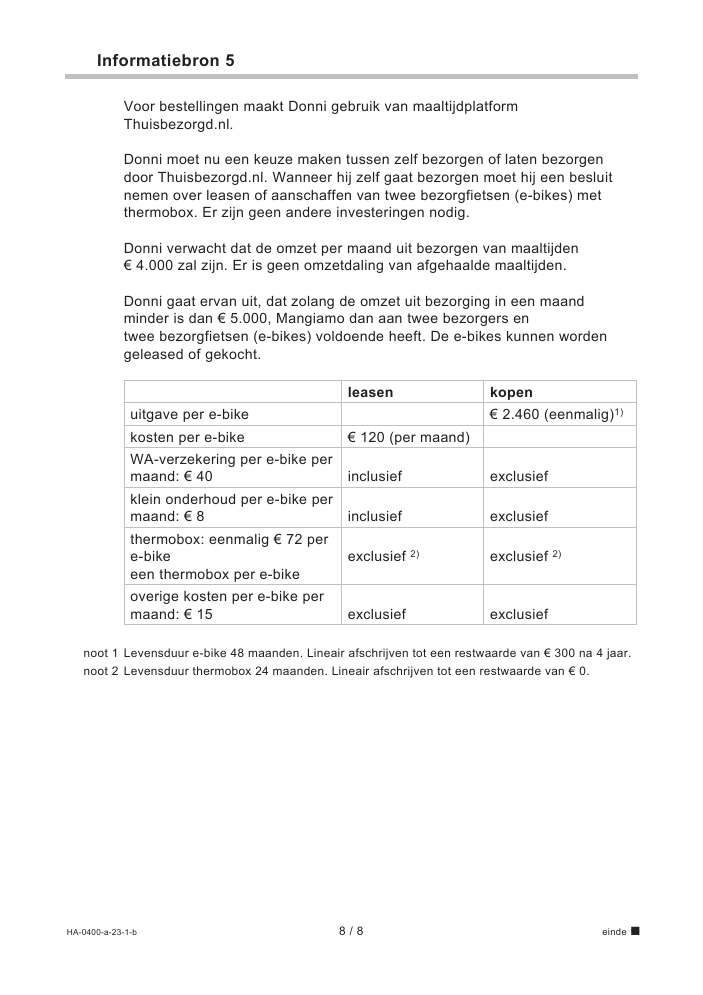 Informatiebron 5
Voor bestellingen maakt Donni gebruik van maaltijdplatform
Thuisbezorgd.nl.
Donni moet nu een keuze maken tussen zelf bezorgen of laten bezorgen
door Thuisbezorgd.nl. Wanneer hij zelf gaat bezorgen moet hij een besluit
nemen over leasen of aanschaffen van twee bezorgfietsen (e-bikes) met
thermobox. Er zijn geen andere investeringen nodig.
Donni verwacht dat de omzet per maand uit bezorgen van maaltijden
€ 4.000 zal zijn. Er is geen omzetdaling van afgehaalde maaltijden.
Donni gaat ervan uit, dat zolang de omzet uit bezorging in een maand
minder is dan € 5.000, Mangiamo dan aan twee bezorgers en
twee bezorgfietsen (e-bikes) voldoende heeft. De e-bikes kunnen worden
geleased of gekocht.
leasen kopen
uitgave per e-bike € 2.460 (eenmalig)1)
kosten per e-bike € 120 (per maand)
WA-verzekering per e-bike per
maand: € 40 inclusief exclusief
klein onderhoud per e-bike per
maand: € 8 inclusief exclusief
thermobox: eenmalig € 72 per
e-bike exclusief 2) exclusief 2)
een thermobox per e-bike
overige kosten per e-bike per
maand: € 15 exclusief exclusief
noot 1 Levensduur e-bike 48 maanden. Lineair afschrijven tot een restwaarde van € 300 na 4 jaar.
noot 2 Levensduur thermobox 24 maanden. Lineair afschrijven tot een restwaarde van € 0.
HA-0400-a-23-1-b 8 / 8 einde ■